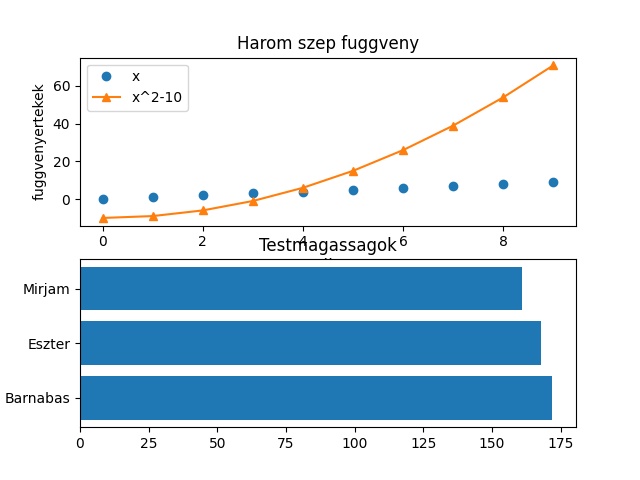 Harom szep fuggveny
x
x^2-10
fuggvenyertekek
60
40
20
0
0 2 4 6 8
Testmagassagok
Mirjam
Eszter
Barnabas
0 25 50 75 100 125 150 175